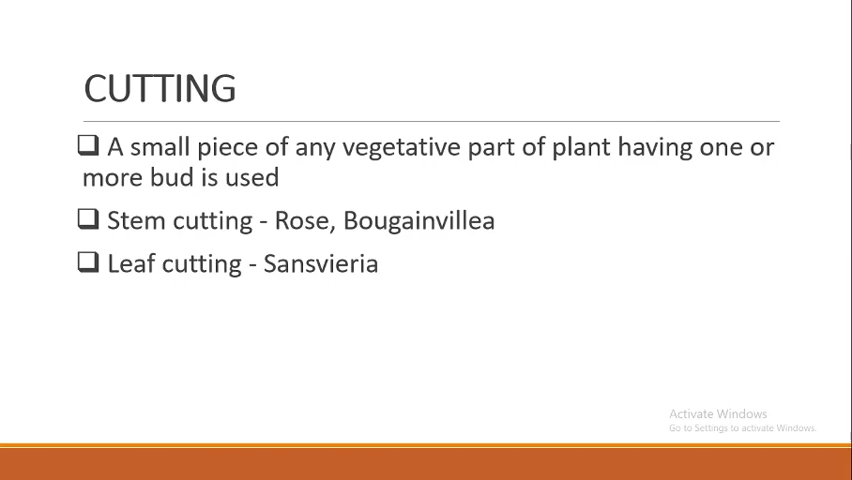 CUTTING
❑ A small piece of any vegetative part of plant having one or
more bud is used
❑ Stem cutting - Rose, Bougainvillea
❑ Leaf cutting - Sansvieria
Activate Windows
Go to Settings to activate Windows.